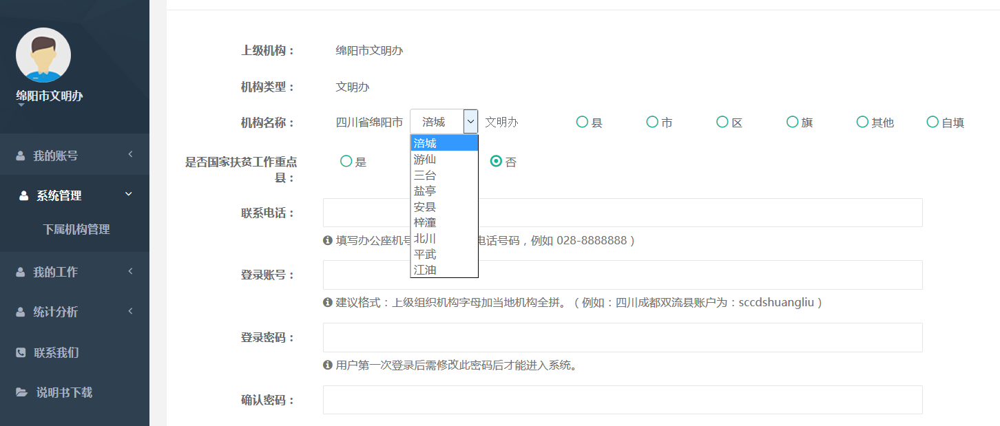 绵阳市文明办
我的账号
系统管理
下属机构管理
我的工作
统计分析
联系我们
说明书下载
上级机构： 绵阳市文明办
机构类型： 文明办
机构名称： 四川省绵阳市 涪城 文明办 县 市 区 旗 其他 自填
涪城
游仙
三台
盐亭
安县
梓潼
北川
平武
江油
是否国家扶贫工作重点
县：
是 否
联系电话：
填写办公座机号 电话号码，例如 028-8888888）
登录账号：
建议格式：上级组织机构字母加当地机构全拼。（例如：四川成都双流县账户为：sccdshuangliu）
登录密码：
用户第一次登录后需修改此密码后才能进入系统。
确认密码：